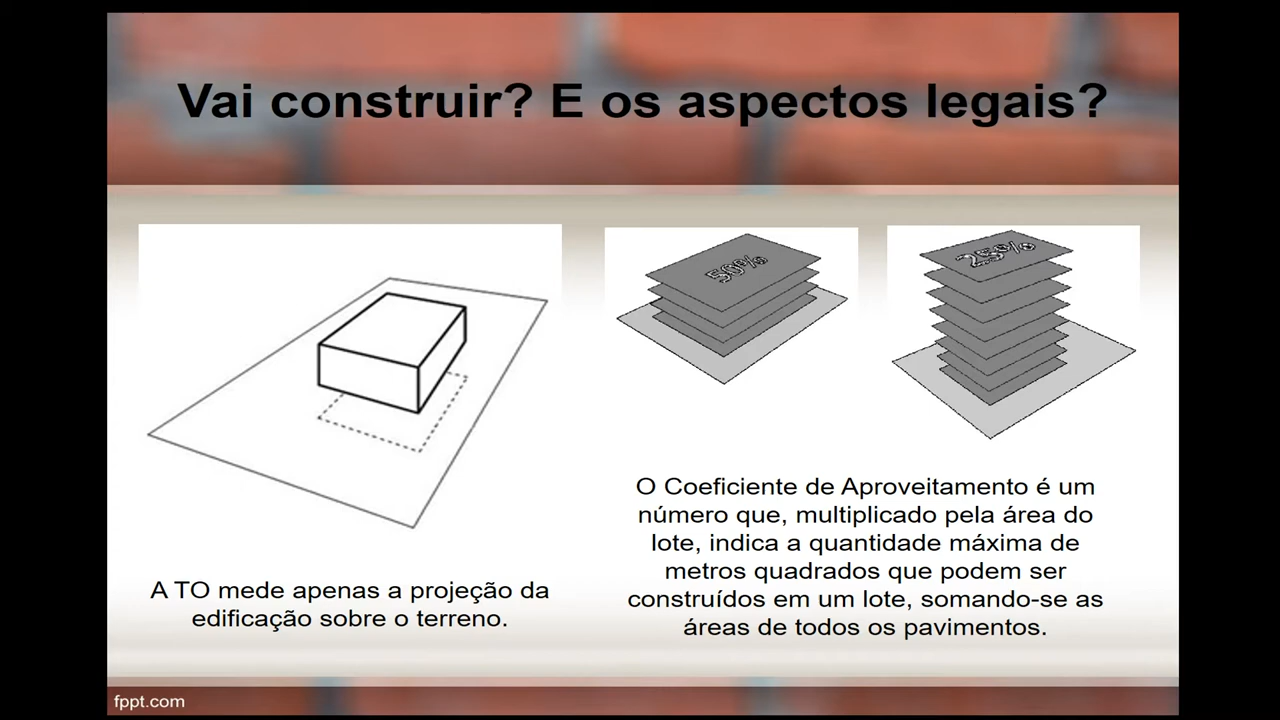 Vai construir? E os aspectos legais?
50%
25%
A TO mede apenas a projeção da
edificação sobre o terreno.
O Coeficiente de Aproveitamento é um
número que, multiplicado pela área do
lote, indica a quantidade máxima de
metros quadrados que podem ser
construídos em um lote, somando-se as
áreas de todos os pavimentos.
fppt.com